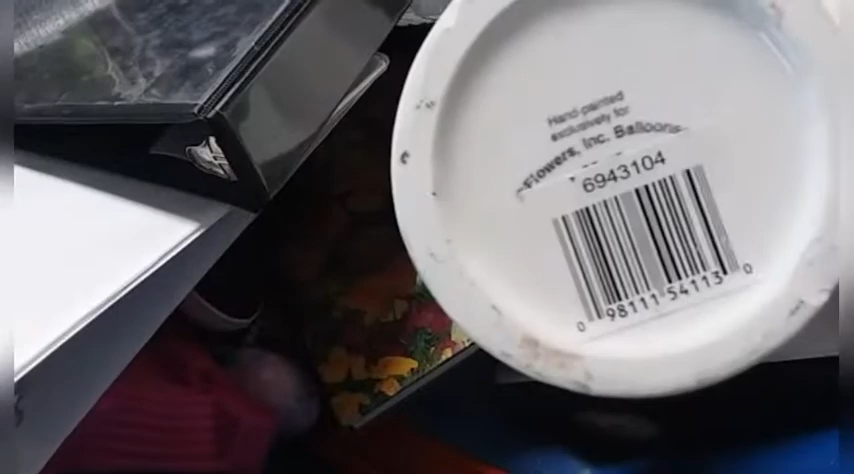 Hand-painted
exclusively for
Flowers, Inc. Balloons
6943104
0 98111 54113 0